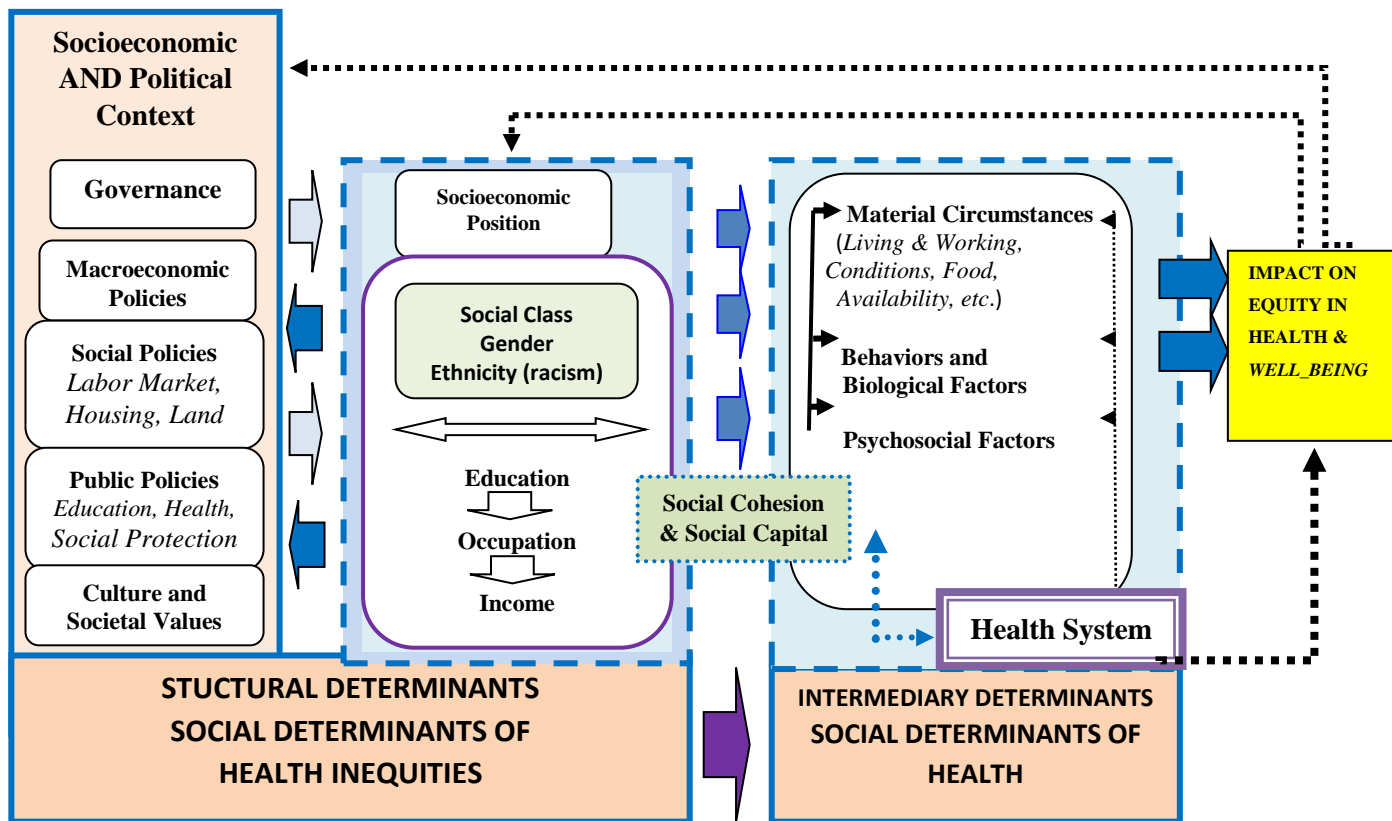 Socioeconomic
AND Political
Context
Governance
Macroeconomic
Policies
Social Policies
Labor Market,
Housing, Land
Public Policies
Education, Health,
Social Protection
Culture and
Societal Values
Socioeconomic
Position
Social Class
Gender
Ethnicity (racism)
Education
Occupation
Income
Social Cohesion
& Social Capital
Material Circumstances
(Living & Working,
Conditions, Food,
Availability, etc.)
Behaviors and
Biological Factors
Psychosocial Factors
Health System
IMPACT ON
EQUITY IN
HEALTH &
WELL_BEING
STUCTURAL DETERMINANTS
SOCIAL DETERMINANTS OF
HEALTH INEQUITIES
INTERMEDIARY DETERMINANTS
SOCIAL DETERMINANTS OF
HEALTH